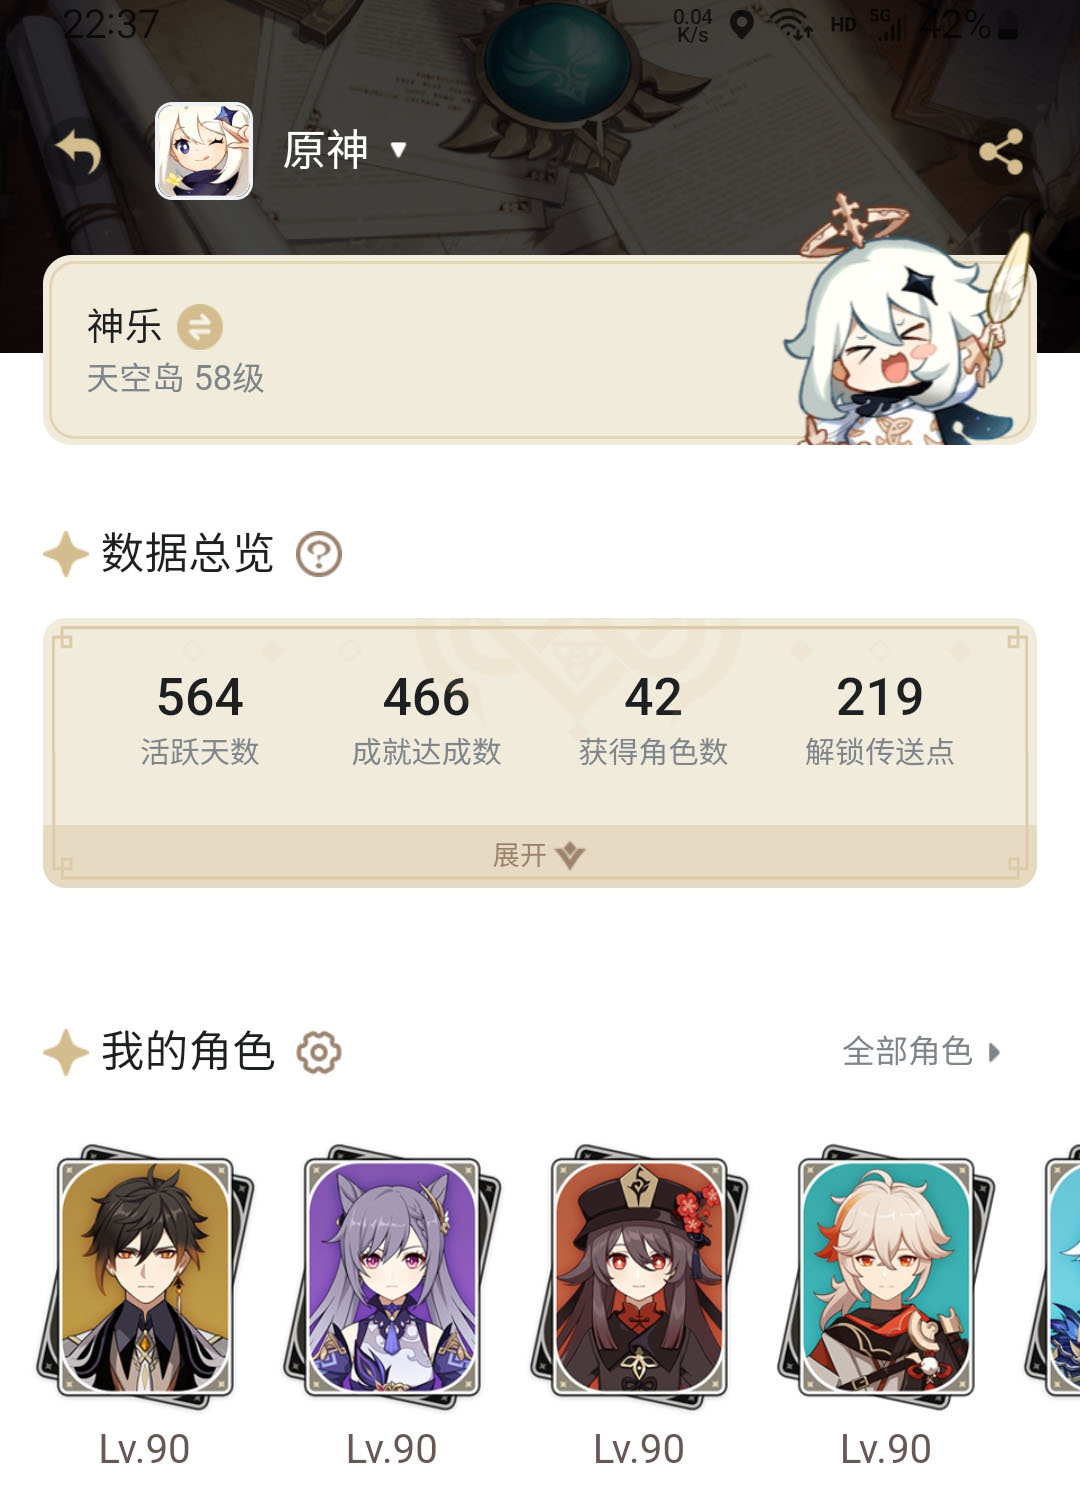 22:37
0.04
K/s
HD
5G
42%
原神
神乐
天空岛 58级
数据总览
564 466 42 219
活跃天数 成就达成数 获得角色数 解锁传送点
展开
我的角色
全部角色
Lv.90 Lv.90 Lv.90 Lv.90